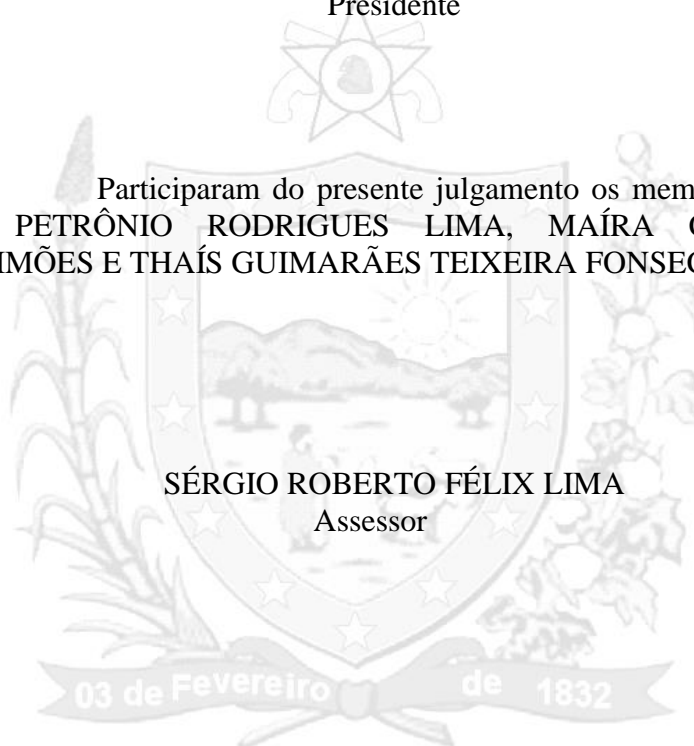 Presidente
Participaram do presente julgamento os mem
PETRÔNIO RODRIGUES LIMA, MAÍRA
IMÕES E THAÍS GUIMARÃES TEIXEIRA FONSEC
SÉRGIO ROBERTO FÉLIX LIMA
Assessor
03 de Fevereiro de 1832